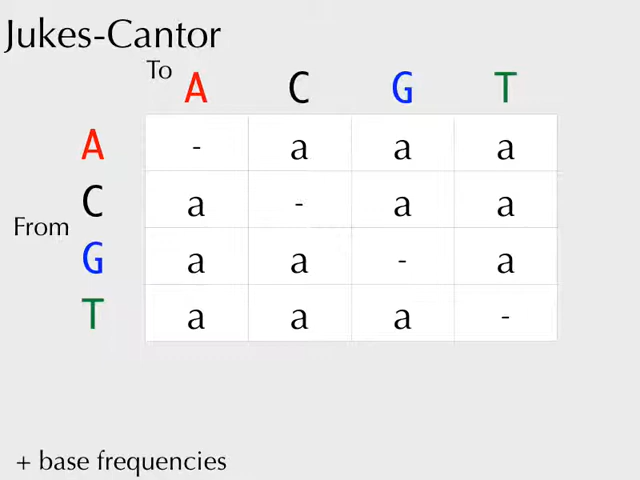 Jukes-Cantor
To
A C G T
A - a a a
C a - a a
From
G a a - a
T a a a -
+ base frequencies